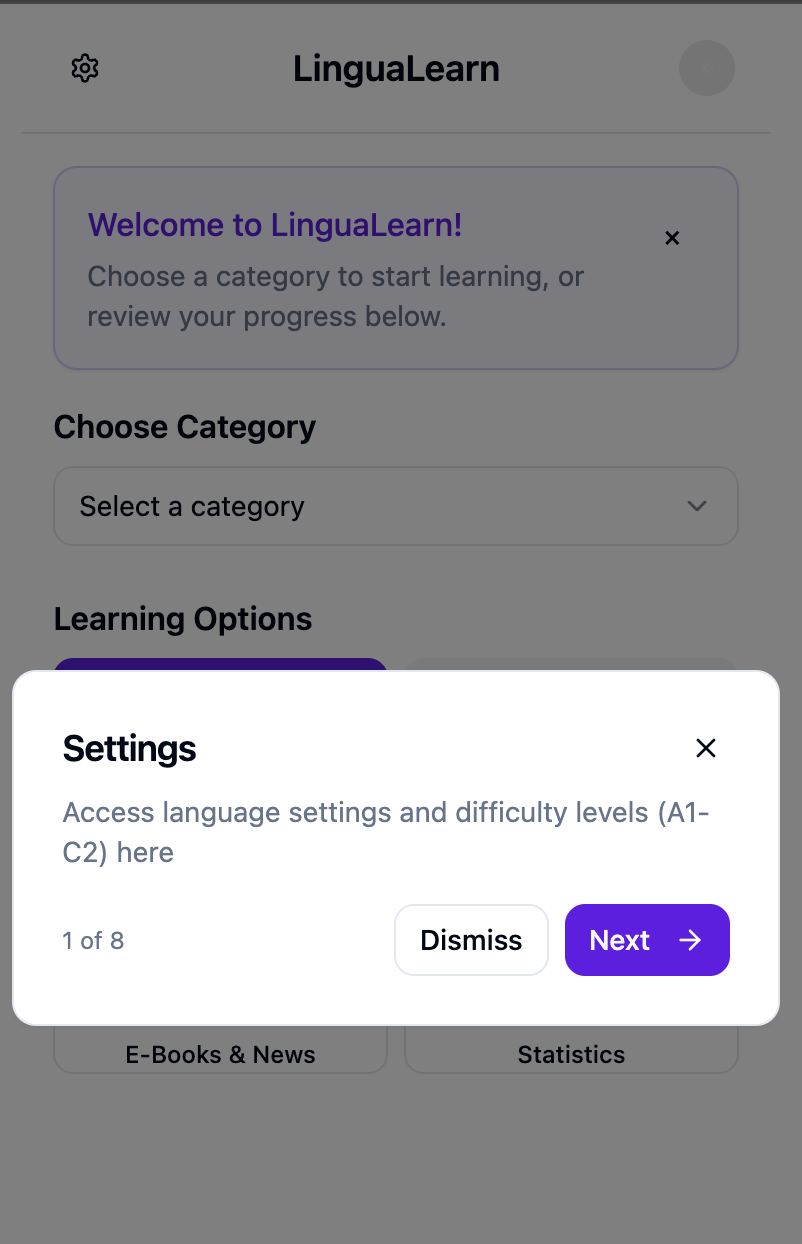 LinguaLearn
Welcome to LinguaLearn!
Choose a category to start learning, or
review your progress below.
Choose Category
Select a category
Learning Options
Settings
Access language settings and difficulty levels (A1-
C2) here
1 of 8
Dismiss
Next
E-Books & News
Statistics